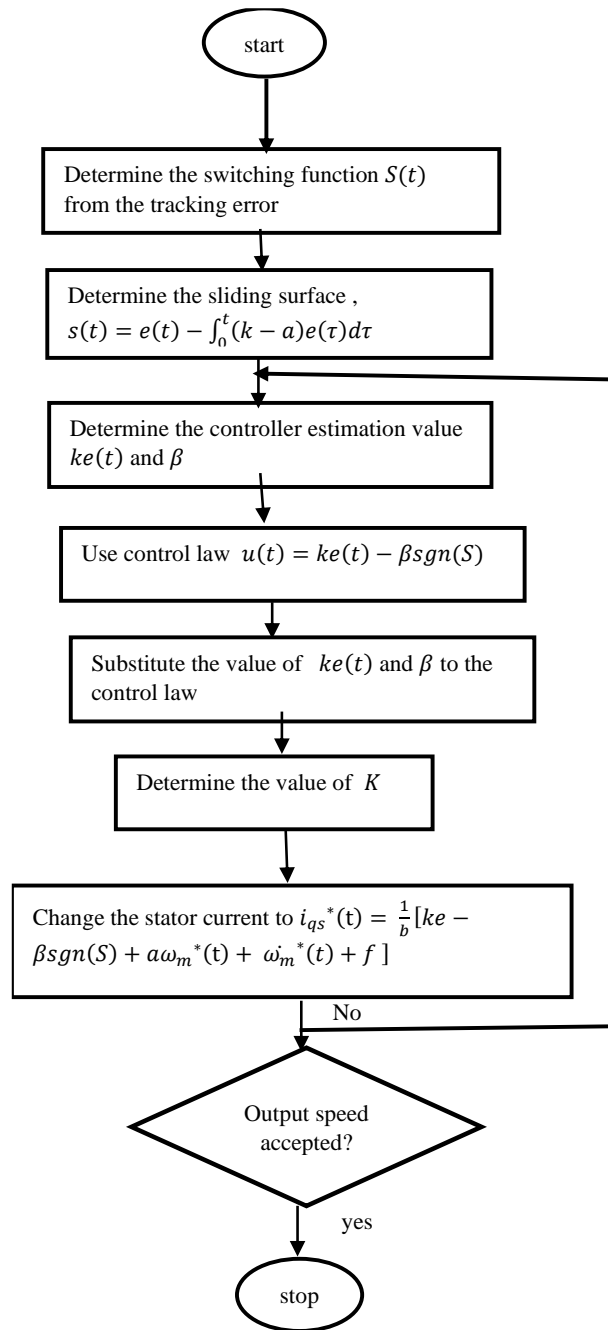 start
Determine the switching function S(t)
from the tracking error
Determine the sliding surface ,
s(t) = e(t) − ∫₀ᵗ(k − a)e(τ)dτ
Determine the controller estimation value
ke(t) and β
Use control law u(t) = ke(t) − βsgn(S)
Substitute the value of ke(t) and β to the
control law
Determine the value of K
Change the stator current to i_qs*(t) = 1/b [ke −
βsgn(S) + aω_m*(t) + ω̇_m*(t) + f ]
No
Output speed
accepted?
yes
stop